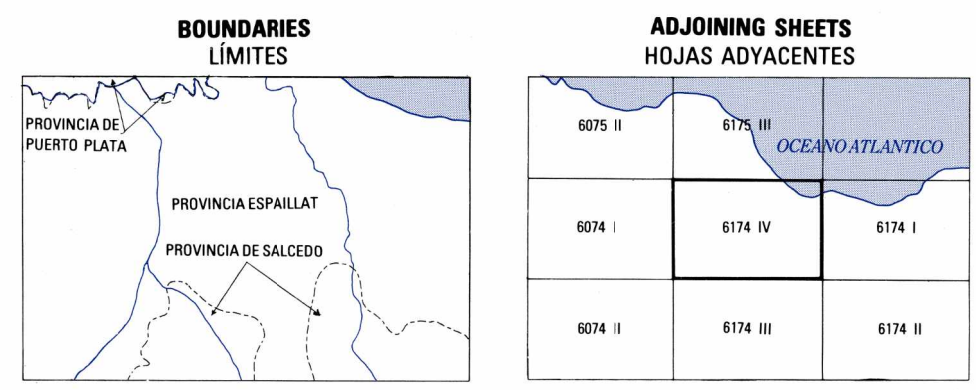 BOUNDARIES
LÍMITES
PROVINCIA DE
PUERTO PLATA
PROVINCIA ESPAILLAT
PROVINCIA DE SALCEDO
ADJOINING SHEETS
HOJAS ADYACENTES
6075 II
6175 III
OCEANO ATLANTICO
6074 I
6174 IV
6174 I
6074 II
6174 III
6174 II